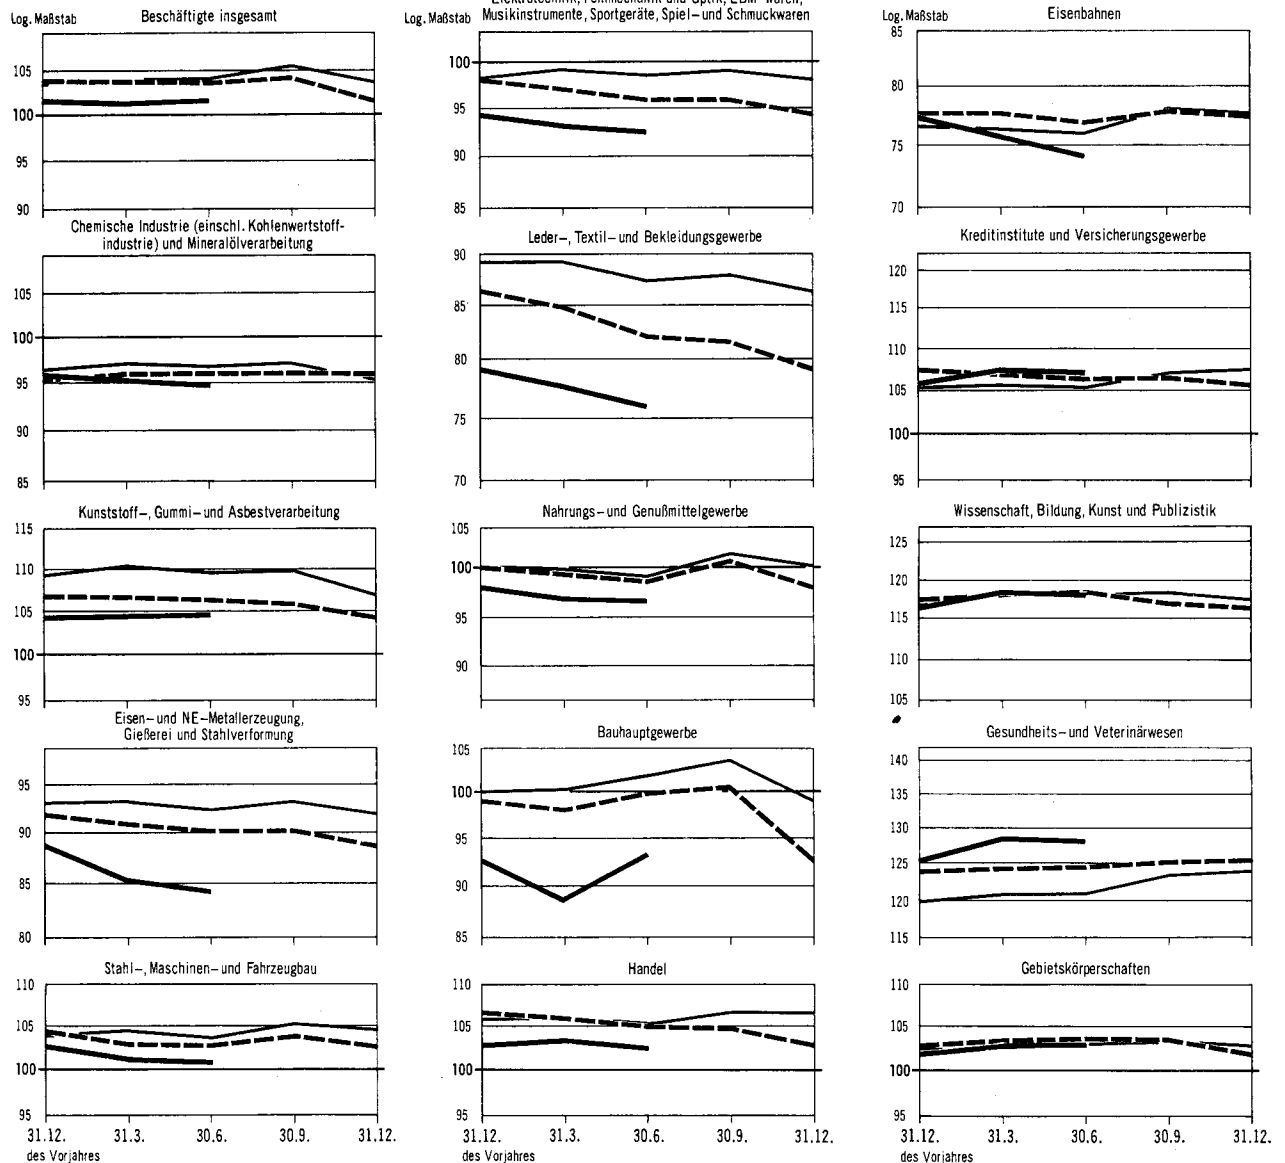 Log. Maßstab
Beschäftigte insgesamt
105
100
95
90
Log. Maßstab
Musikinstrumente, Sportgeräte, Spiel- und Schmuckwaren
100
95
90
85
Log. Maßstab
Eisenbahnen
85
80
75
70
Chemische Industrie (einschl. Kohlenwertstoff-
industrie) und Mineralölverarbeitung
105
100
95
90
85
Leder-, Textil- und Bekleidungsgewerbe
90
85
80
75
70
Kreditinstitute und Versicherungsgewerbe
120
115
110
105
100
95
Kunststoff-, Gummi- und Asbestverarbeitung
115
110
105
100
95
Nahrungs- und Genußmittelgewerbe
105
100
95
90
Wissenschaft, Bildung, Kunst und Publizistik
125
120
115
110
105
Eisen- und NE-Metallerzeugung,
Gießerei und Stahlverformung
95
90
85
80
Bauhauptgewerbe
105
100
95
90
85
Gesundheits- und Veterinärwesen
140
135
130
125
120
115
Stahl-, Maschinen- und Fahrzeugbau
110
105
100
95
31.12. 31.3. 30.6. 30.9. 31.12.
des Vorjahres
Handel
110
105
100
95
31.12. 31.3. 30.6. 30.9. 31.12.
des Vorjahres
Gebietskörperschaften
110
105
100
95
31.12. 31.3. 30.6. 30.9. 31.12.
des Vorjahres